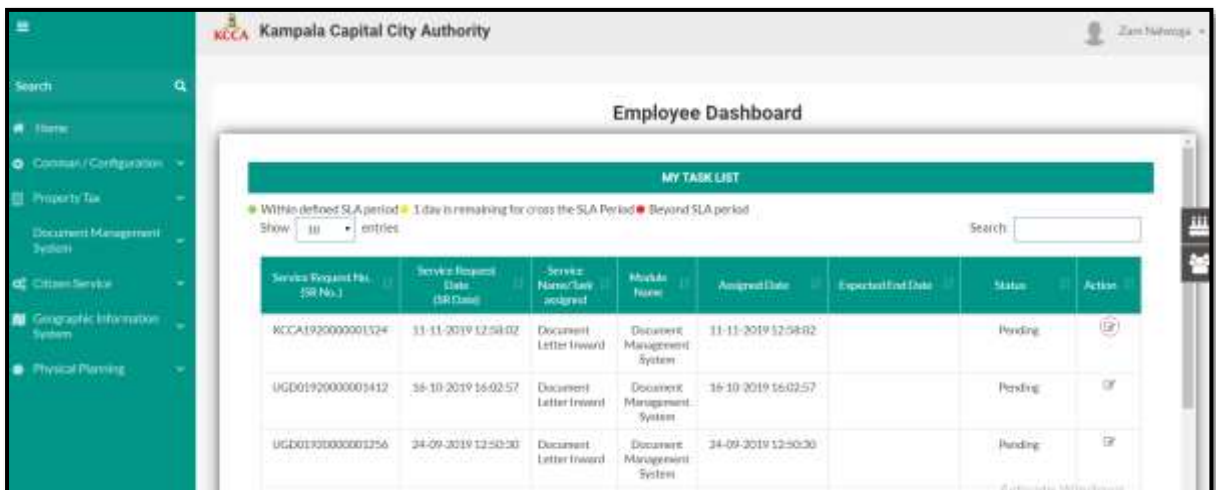 KCCA Kampala Capital City Authority
Search
Employee Dashboard
Home
Common / Configuration
MY TASK LIST
Property Tax
Within defined SLA period 1 day is remaining for cross the SLA Period Beyond SLA period
Show 10 entries
Search:
Document Management
System
Citizen Service
Service Request No.
(SR No.)
Service Request
Date
(SR Date)
Service
Name/Task
assigned
Module
Name
Assigned Date
Expected End Date
Status
Action
Geographic Information
System
Physical Planning
11-11-2019 12:58:02
Document
Letter Inward
Document
Management
System
11-11-2019 12:58:02
Pending
16-10-2019 16:02:57
Document
Letter Inward
Document
Management
System
16-10-2019 16:02:57
Pending
24-09-2019 12:50:30
Document
Letter Inward
Document
Management
System
24-09-2019 12:50:30
Pending